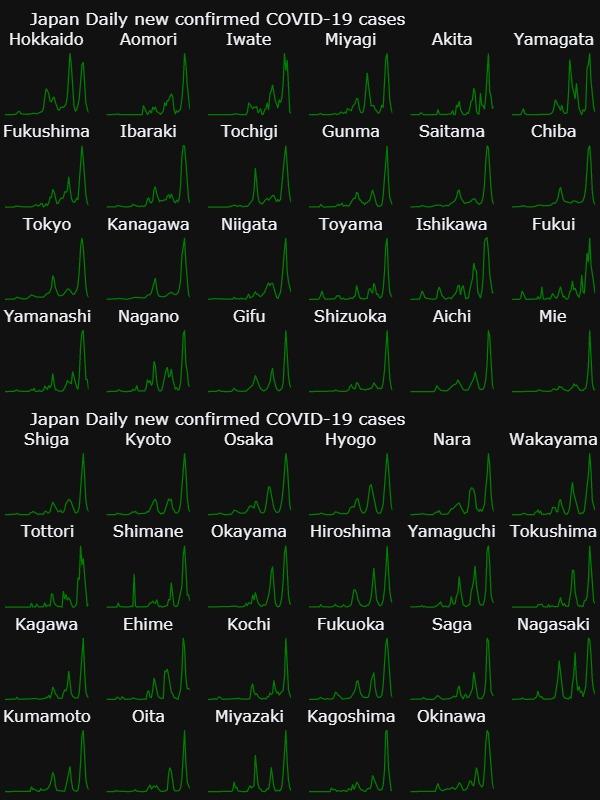 Japan Daily new confirmed COVID-19 cases
Hokkaido Aomori Iwate Miyagi Akita Yamagata
Fukushima Ibaraki Tochigi Gunma Saitama Chiba
Tokyo Kanagawa Niigata Toyama Ishikawa Fukui
Yamanashi Nagano Gifu Shizuoka Aichi Mie
Japan Daily new confirmed COVID-19 cases
Shiga Kyoto Osaka Hyogo Nara Wakayama
Tottori Shimane Okayama Hiroshima Yamaguchi Tokushima
Kagawa Ehime Kochi Fukuoka Saga Nagasaki
Kumamoto Oita Miyazaki Kagoshima Okinawa